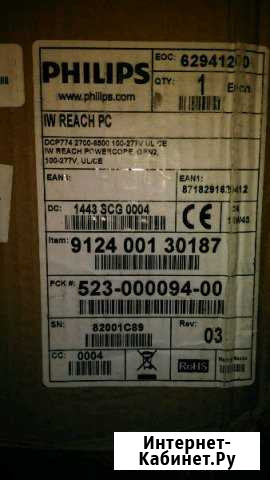 PHILIPS
www.philips.com
EOC: 62941200
QTY: 1 Each
IW REACH PC
DCP774 2700-6500 100-277V UL CE
IW REACH POWERCORE, GEN2,
100-277V, UL/CE
EAN1:
EAN1:
DC: 1443 SCG 0004
CE
Item: 9124 001 30187
PCK #: 523-000094-00
SN: 82001C89
Rev: 03
CC: 0004
RoHS
Интернет-
Кабинет.Ру